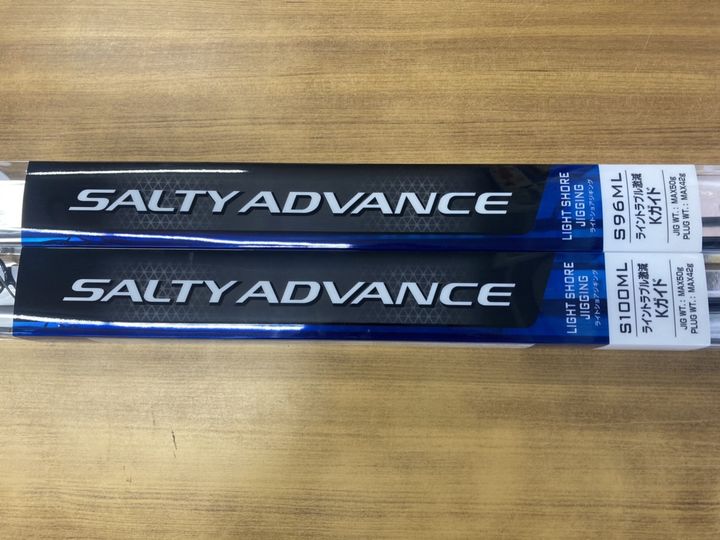 SALTY ADVANCE
LIGHT SHORE
JIGGING
ライトショアジギング
S96ML
ライントラブル激減
Kガイド
JIG WT.: MAX60g
PLUG WT.: MAX42g
SALTY ADVANCE
LIGHT SHORE
JIGGING
ライトショアジギング
S100ML
ライントラブル激減
Kガイド
JIG WT.: MAX60g
PLUG WT.: MAX42g